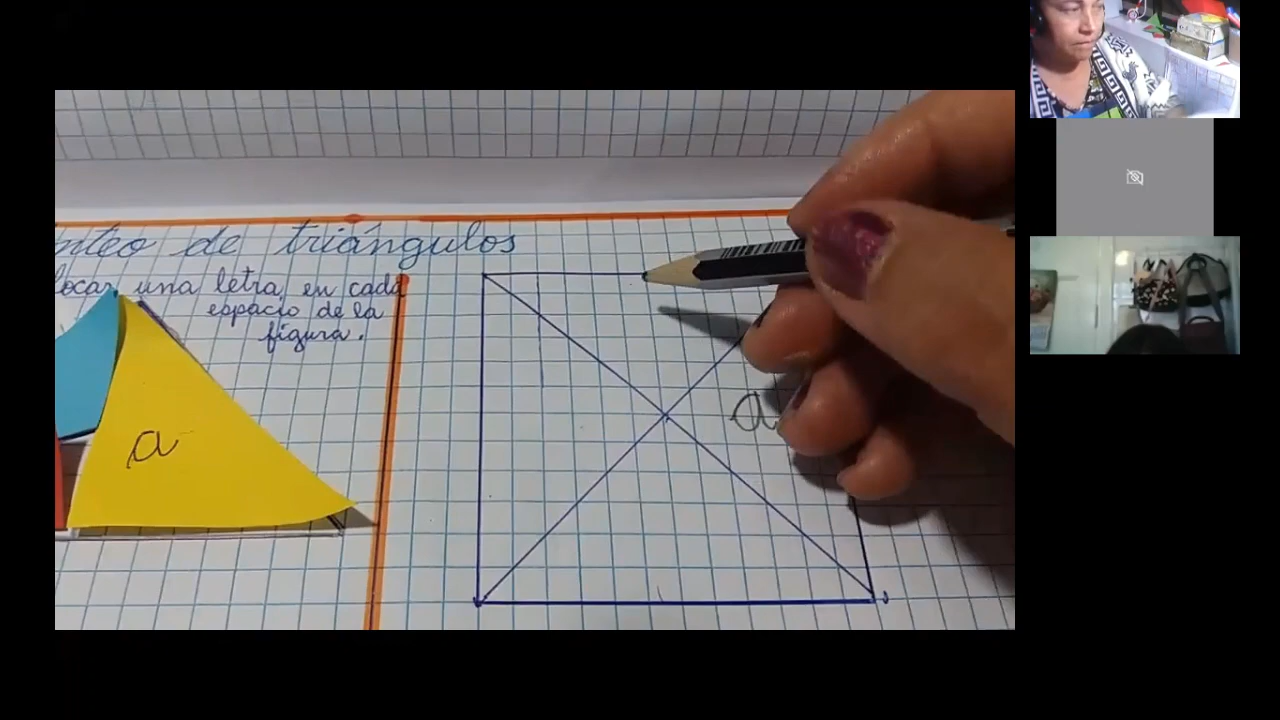 nteo de triángulos
locar una letra en cada
espacio de la
figura.
a
a